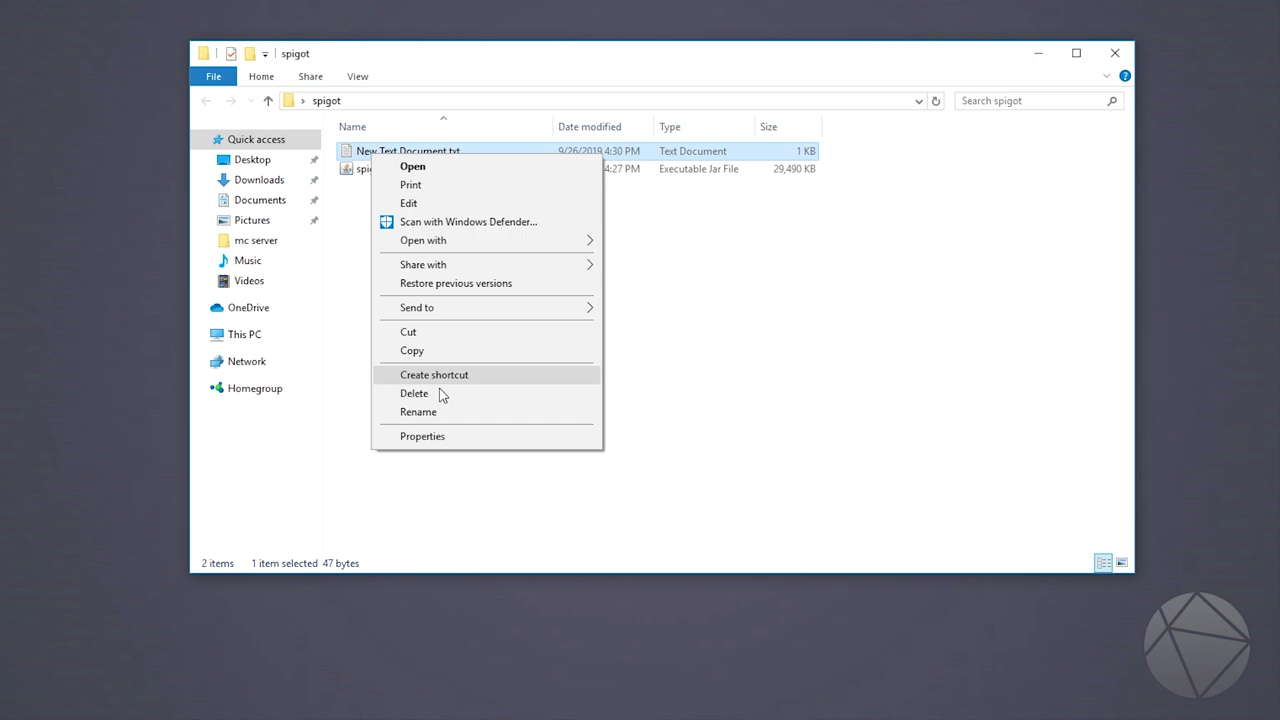 spigot
File Home Share View
spigot
Search spigot
Name Date modified Type Size
Quick access
Desktop
Downloads
Documents
Pictures
mc server
Music
Videos
OneDrive
This PC
Network
Homegroup
New Text Document.txt 9/26/2019 4:30 PM Text Document 1 KB
spig 4:27 PM Executable Jar File 29,490 KB
Open
Print
Edit
Scan with Windows Defender...
Open with
Share with
Restore previous versions
Send to
Cut
Copy
Create shortcut
Delete
Rename
Properties
2 items 1 item selected 47 bytes